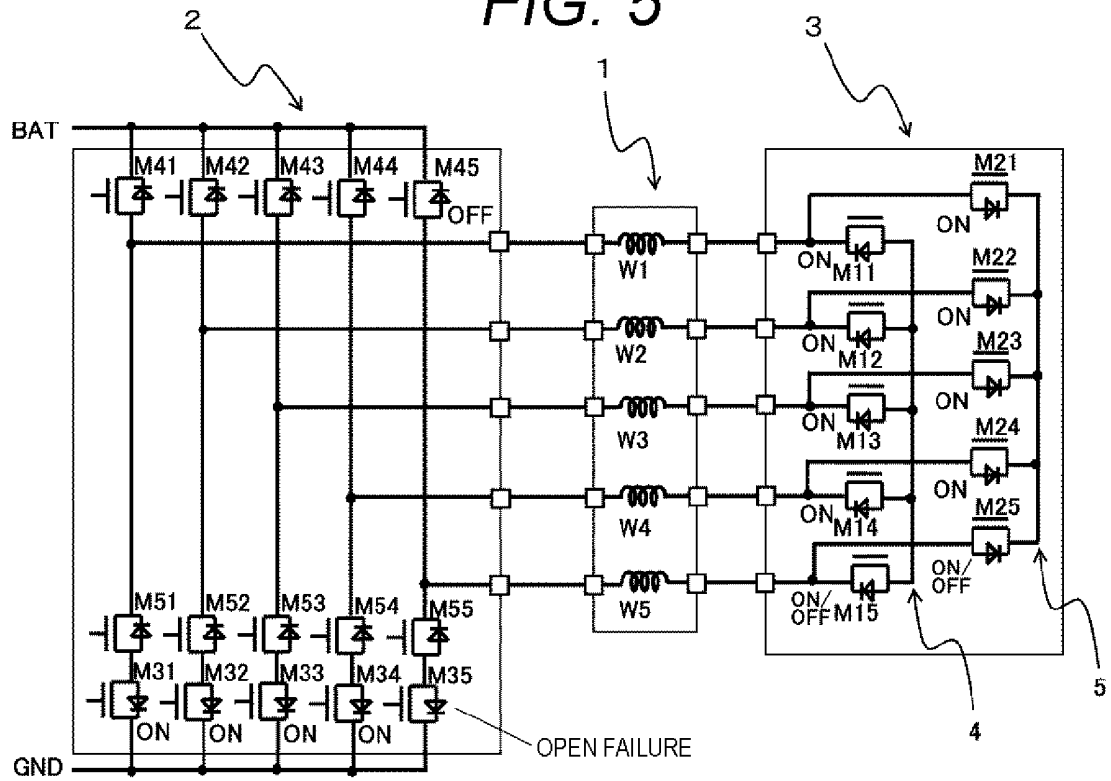 FIG. 5
2
3
1
BAT
M41
M42
M43
M44
M45
OFF
M21
ON
ON
M11
W1
M22
ON
ON
M12
W2
M23
ON
ON
M13
W3
M24
ON
ON
M14
W4
M25
ON/
OFF
ON/
OFF
M15
W5
M51
M52
M53
M54
M55
M31
M32
M33
M34
M35
ON
ON
ON
ON
OPEN FAILURE
GND
4
5